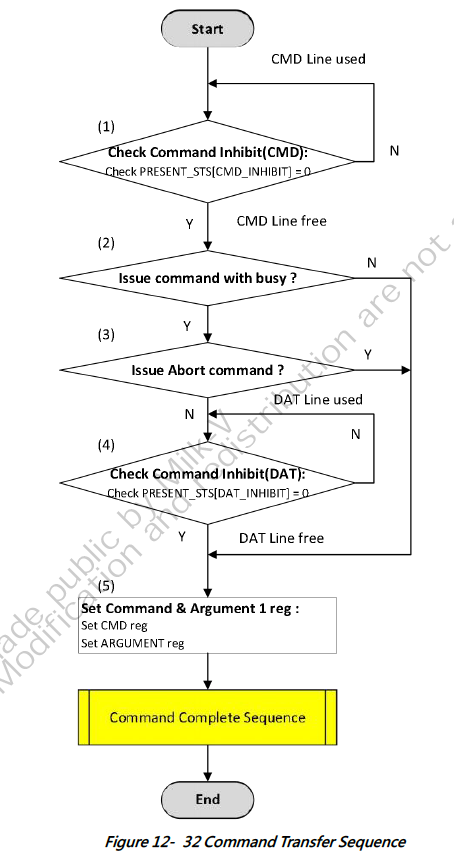 Start
CMD Line used
(1)
Check Command Inhibit(CMD):
Check PRESENT_STS[CMD_INHIBIT] = 0
N
Y
CMD Line free
(2)
N
Issue command with busy ?
Y
(3)
Y
Issue Abort command ?
DAT Line used
N
N
(4)
Check Command Inhibit(DAT):
Check PRESENT_STS[DAT_INHIBIT] = 0
Y
DAT Line free
(5)
Set Command & Argument 1 reg :
Set CMD reg
Set ARGUMENT reg
Command Complete Sequence
End
Figure 12- 32 Command Transfer Sequence
ade public by Milk-V
Modification and redistribution are not